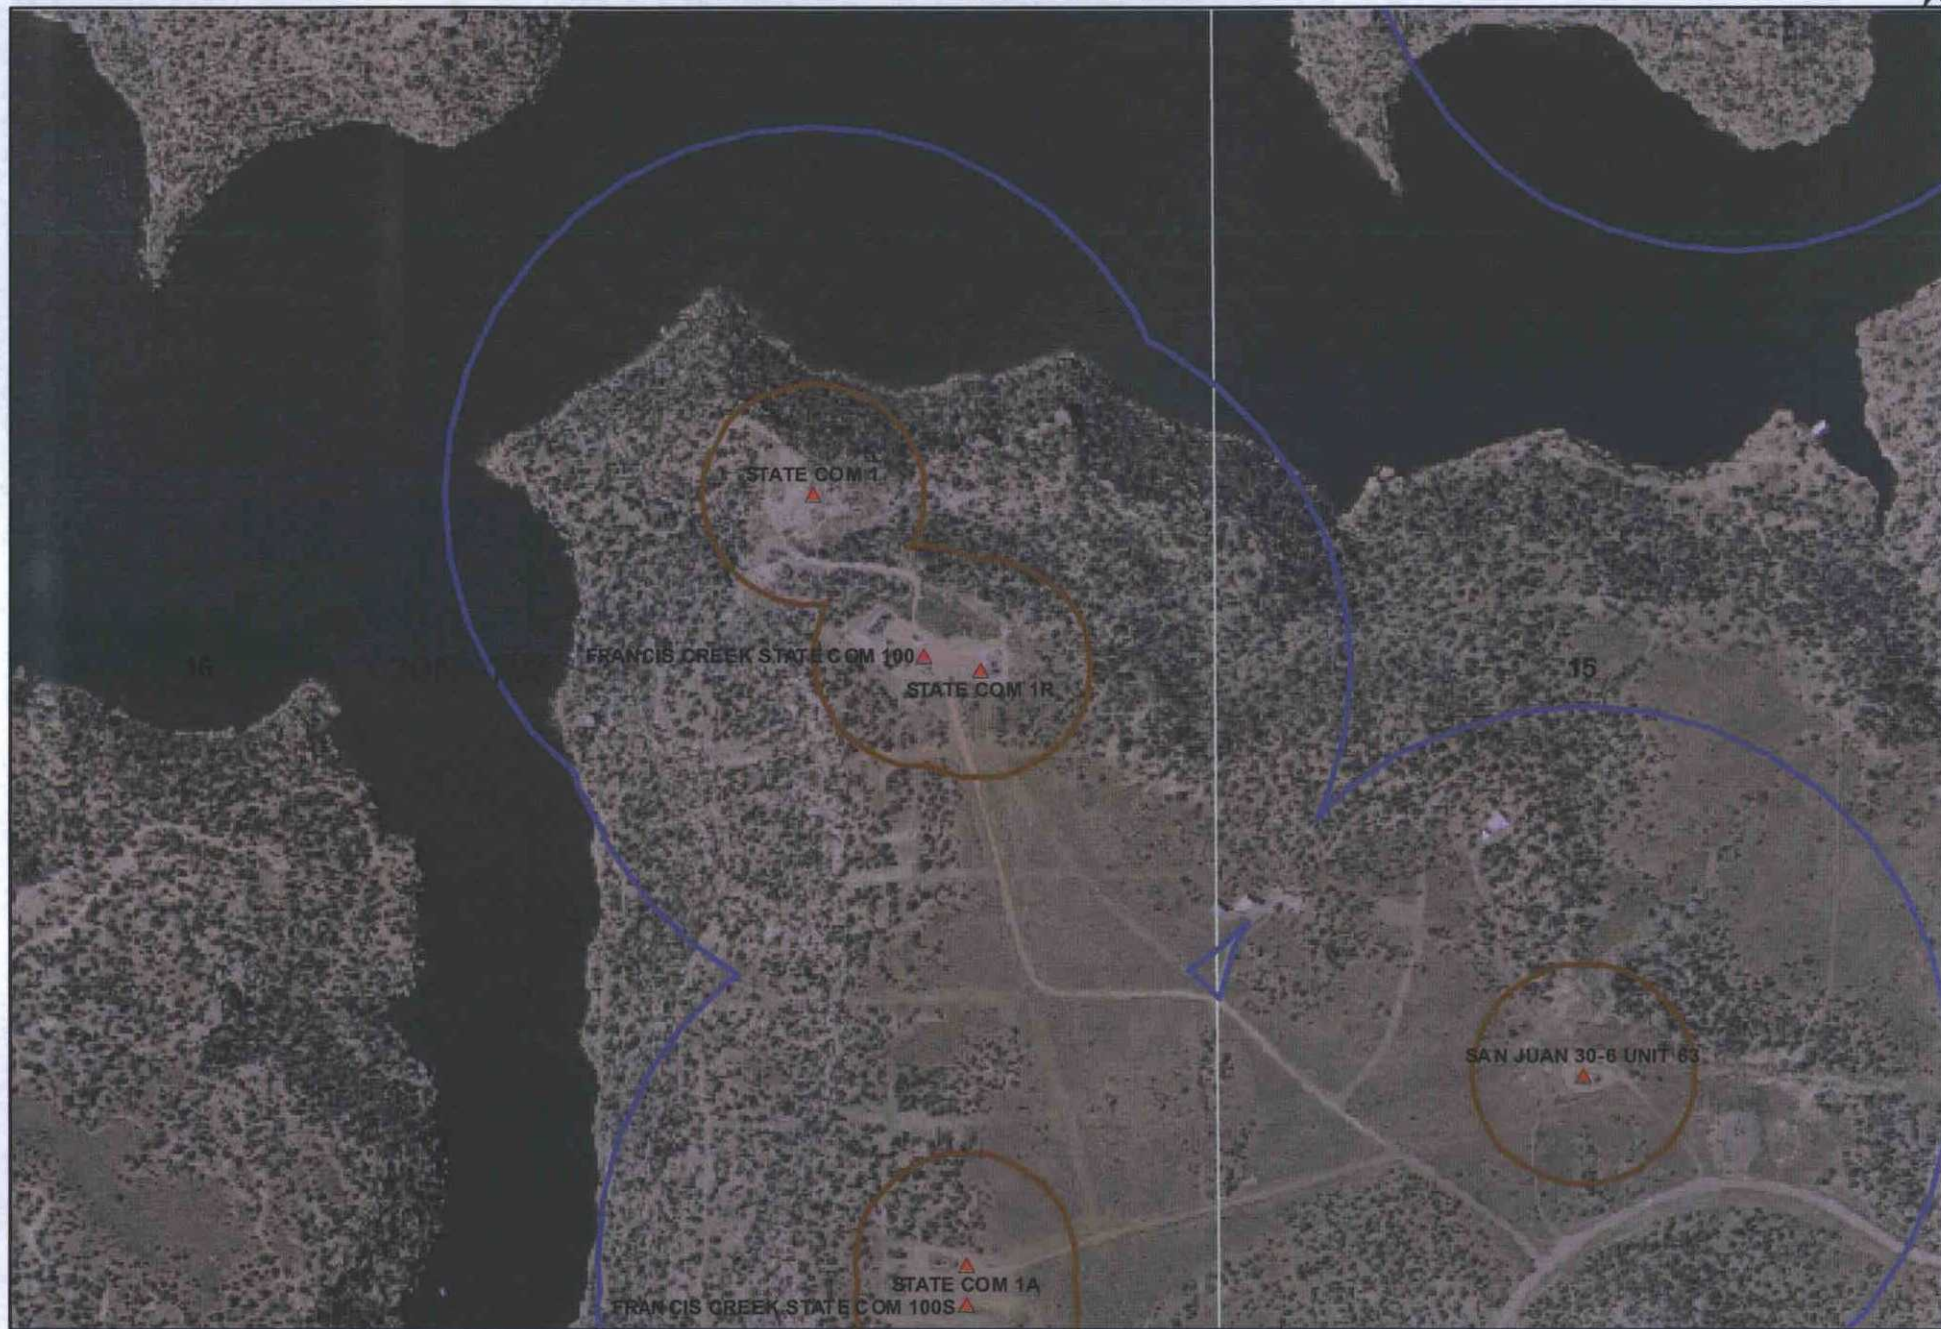 STATE COM 1
FRANCIS CREEK STATE COM 100
STATE COM 1R
16
15
SAN JUAN 30-6 UNIT 63
STATE COM 1A
FRANCIS CREEK STATE COM 100S